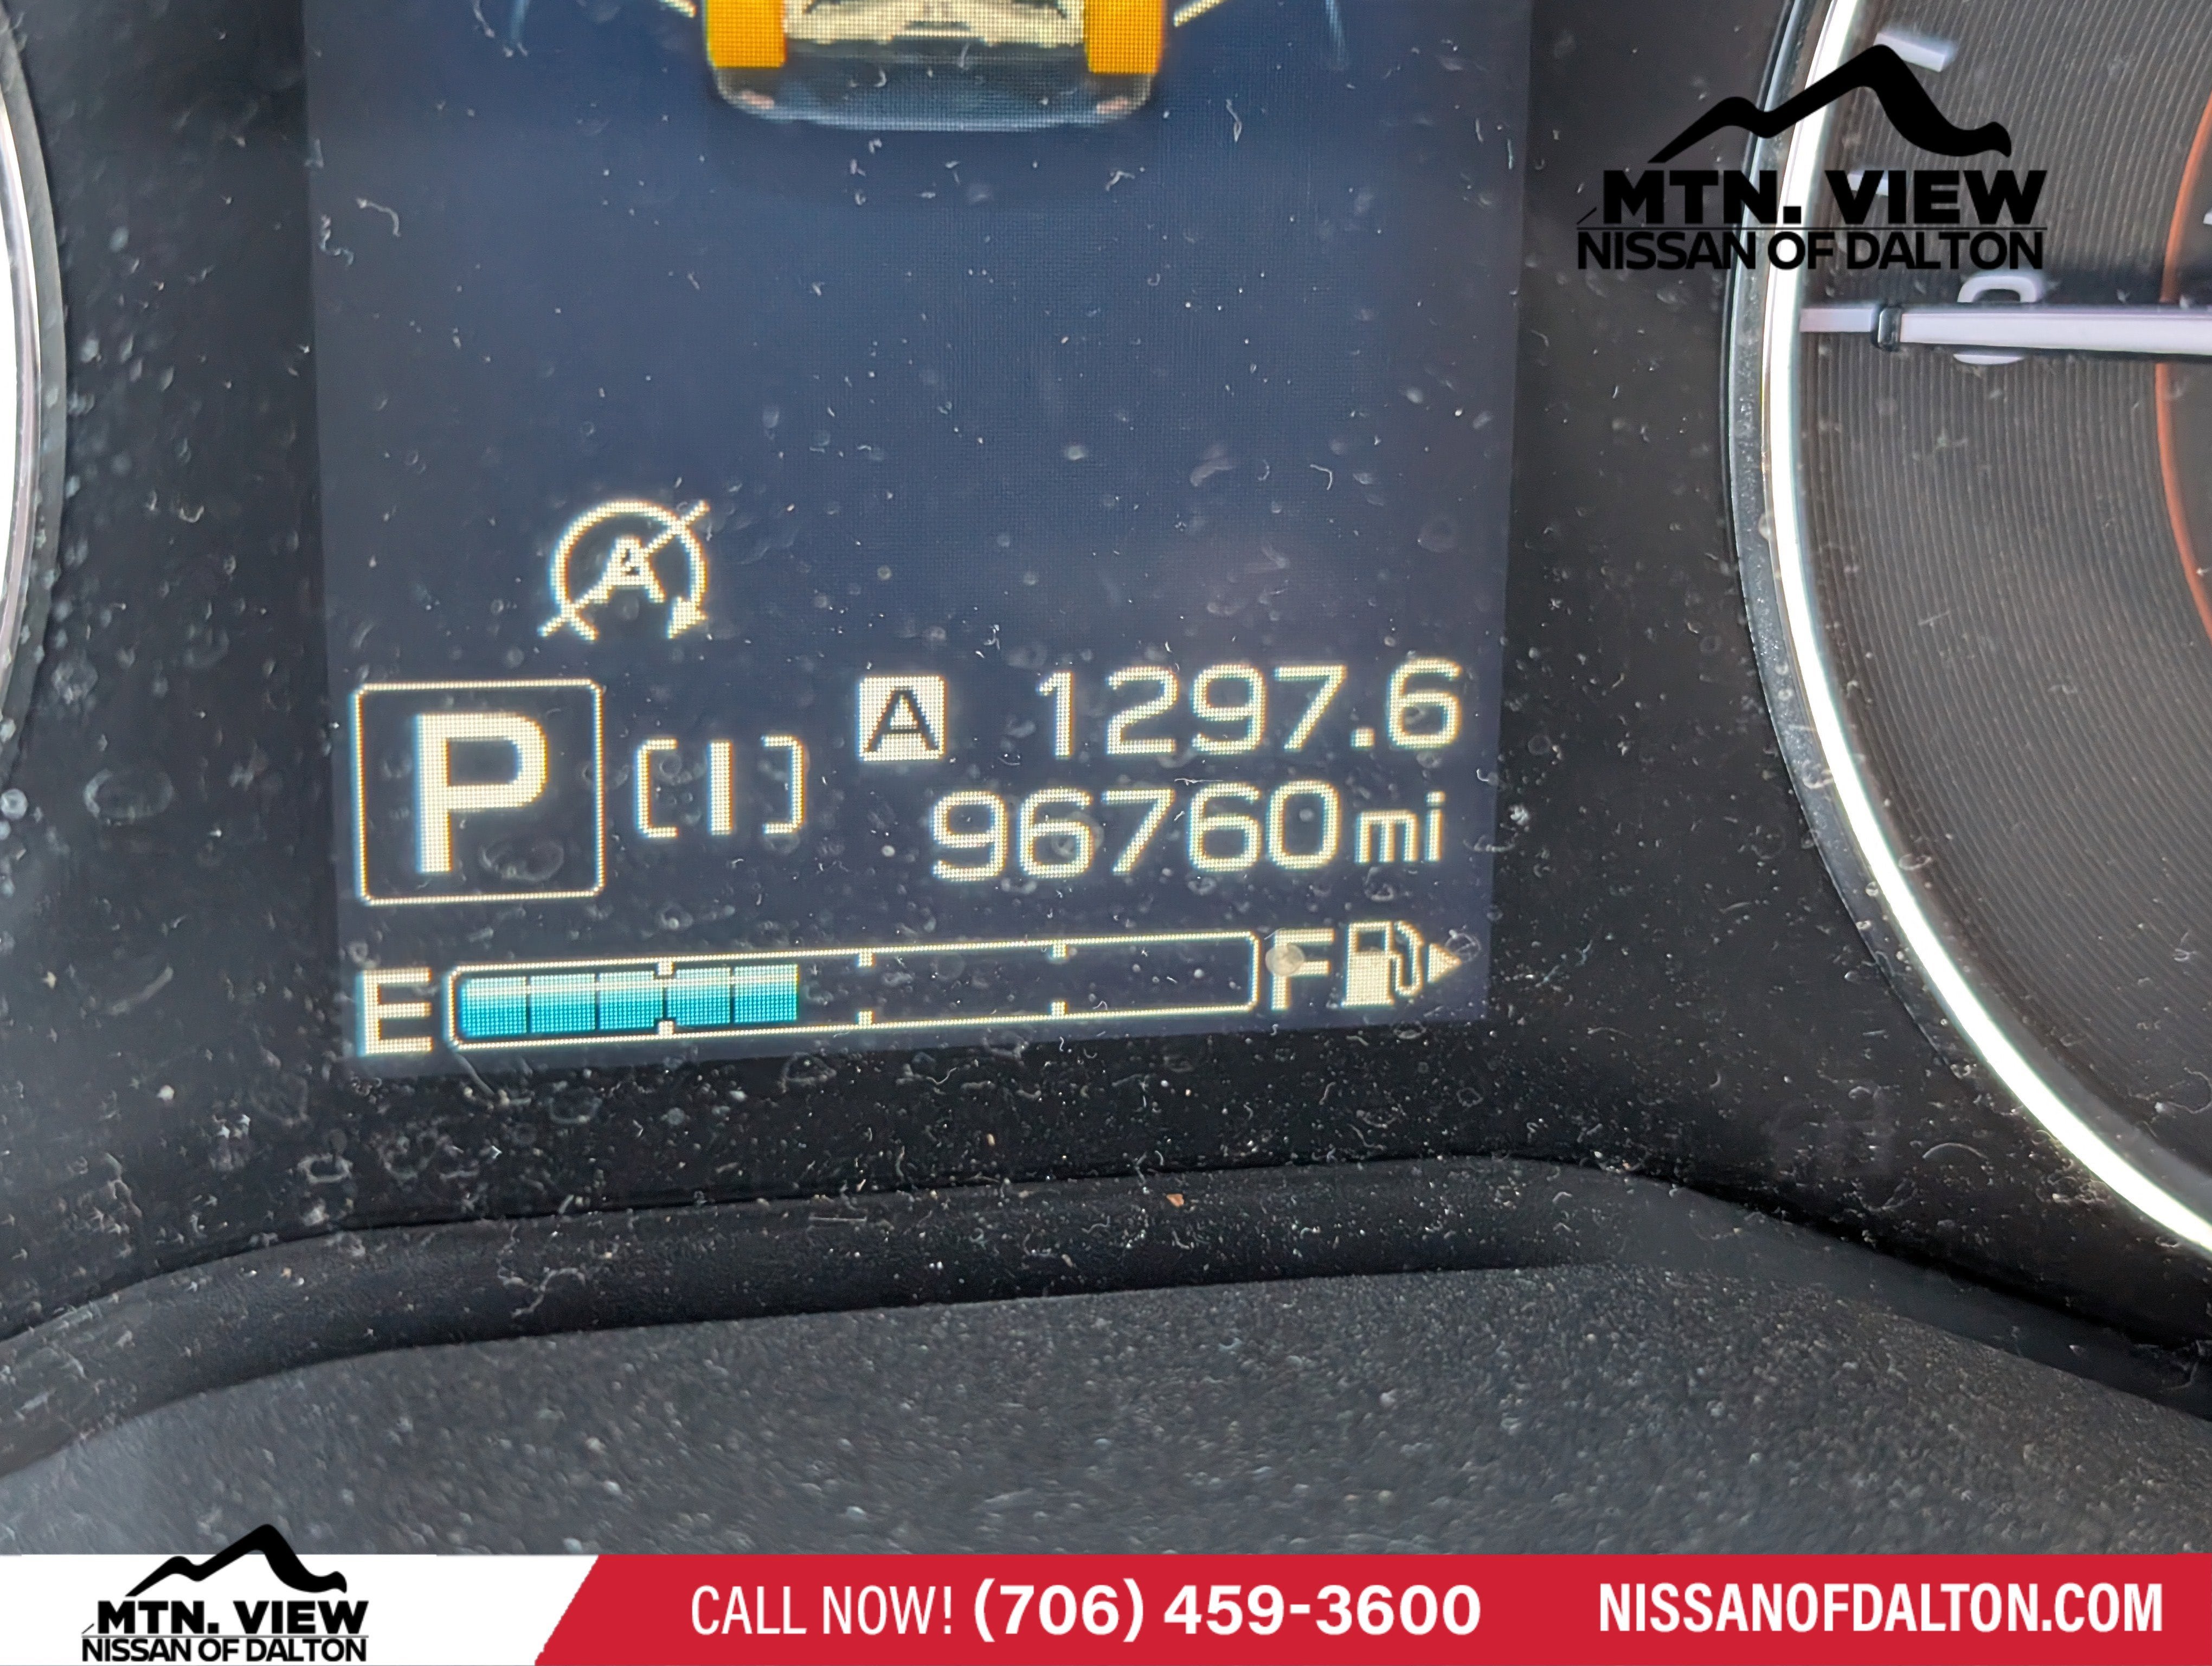 MTN. VIEW
NISSAN OF DALTON
0
A
A 1297.6
P [I]
96760 mi
E F
MTN. VIEW
NISSAN OF DALTON
CALL NOW! (706) 459-3600
NISSANOFDALTON.COM